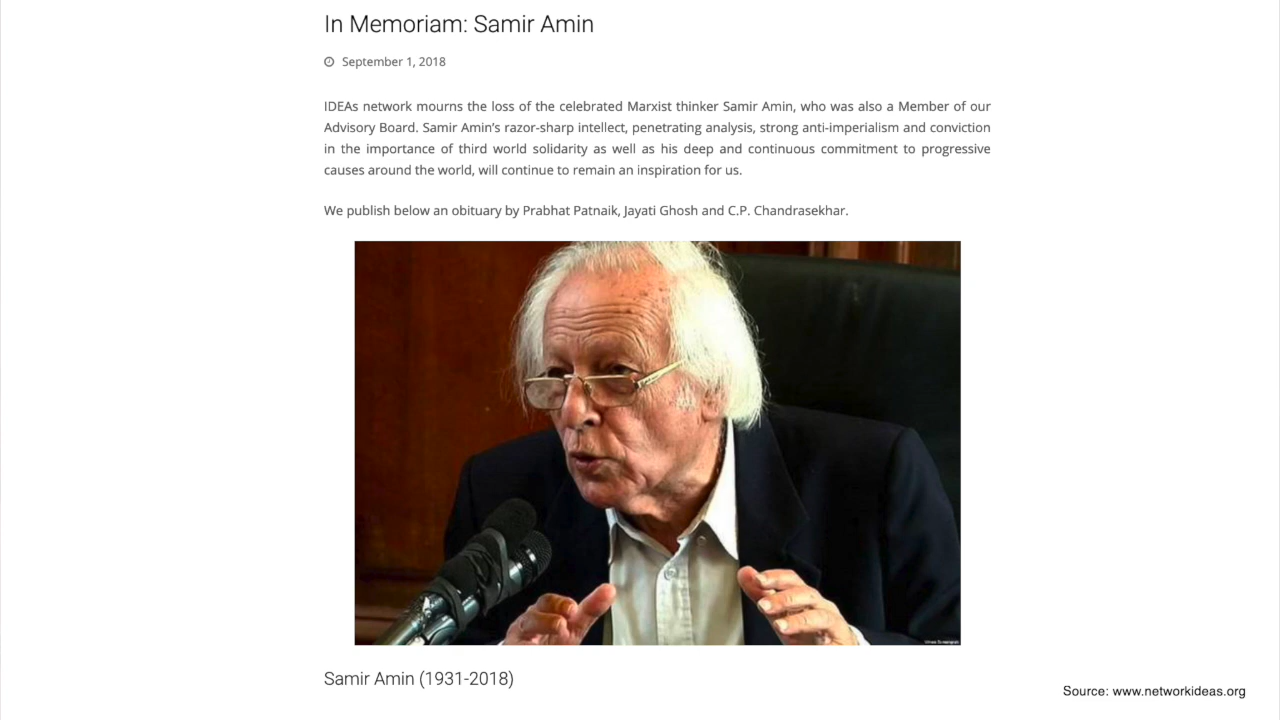 In Memoriam: Samir Amin
September 1, 2018
IDEAs network mourns the loss of the celebrated Marxist thinker Samir Amin, who was also a Member of our
Advisory Board. Samir Amin’s razor-sharp intellect, penetrating analysis, strong anti-imperialism and conviction
in the importance of third world solidarity as well as his deep and continuous commitment to progressive
causes around the world, will continue to remain an inspiration for us.
We publish below an obituary by Prabhat Patnaik, Jayati Ghosh and C.P. Chandrasekhar.
Samir Amin (1931-2018)
Source: www.networkideas.org